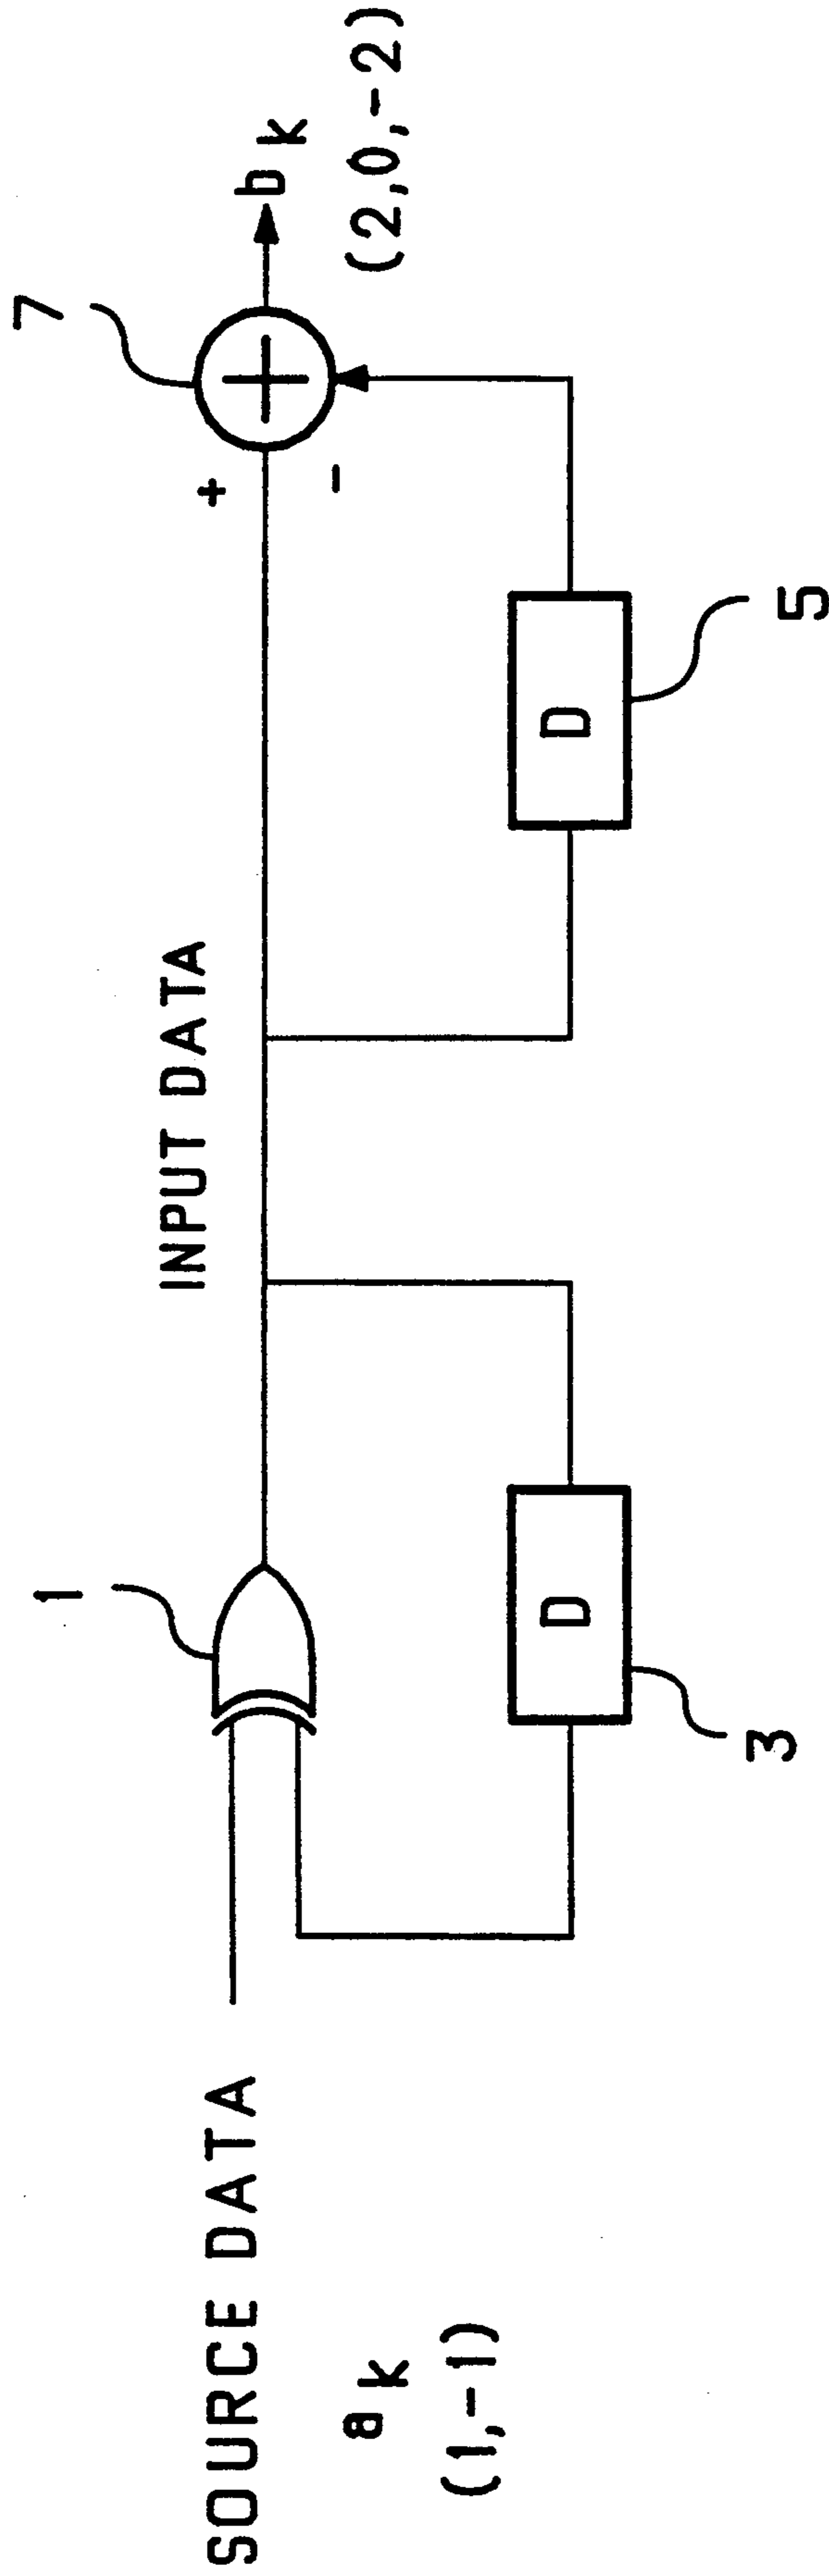 SOURCE DATA
a k
(1,-1)
1
D
3
INPUT DATA
D
5
+
-
7
b k
(2,0,-2)